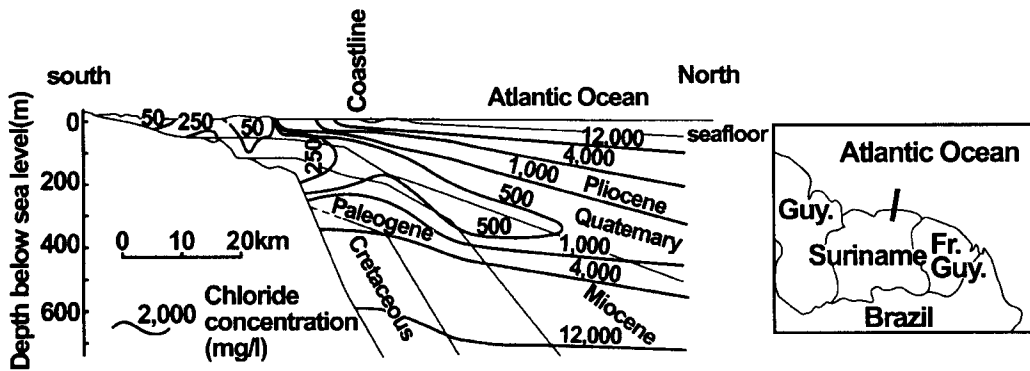 south
Coastline
North
Atlantic Ocean
Depth below sea level(m)
0
200
400
600
50
250
50
250
12,000
seafloor
4,000
1,000
Pliocene
500
Quaternary
500
Paleogene
1,000
4,000
Cretaceous
Miocene
12,000
0 10 20km
2,000 Chloride
concentration
(mg/l)
Atlantic Ocean
Guy.
Suriname
Fr.
Guy.
Brazil